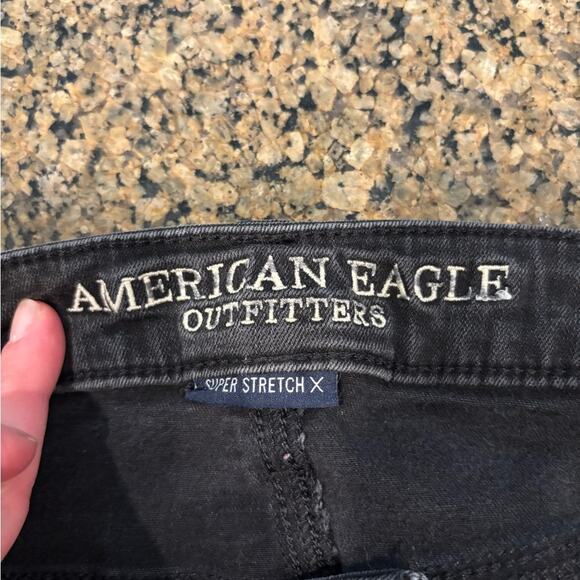 AMERICAN EAGLE
OUTFITTERS
SUPER STRETCH X